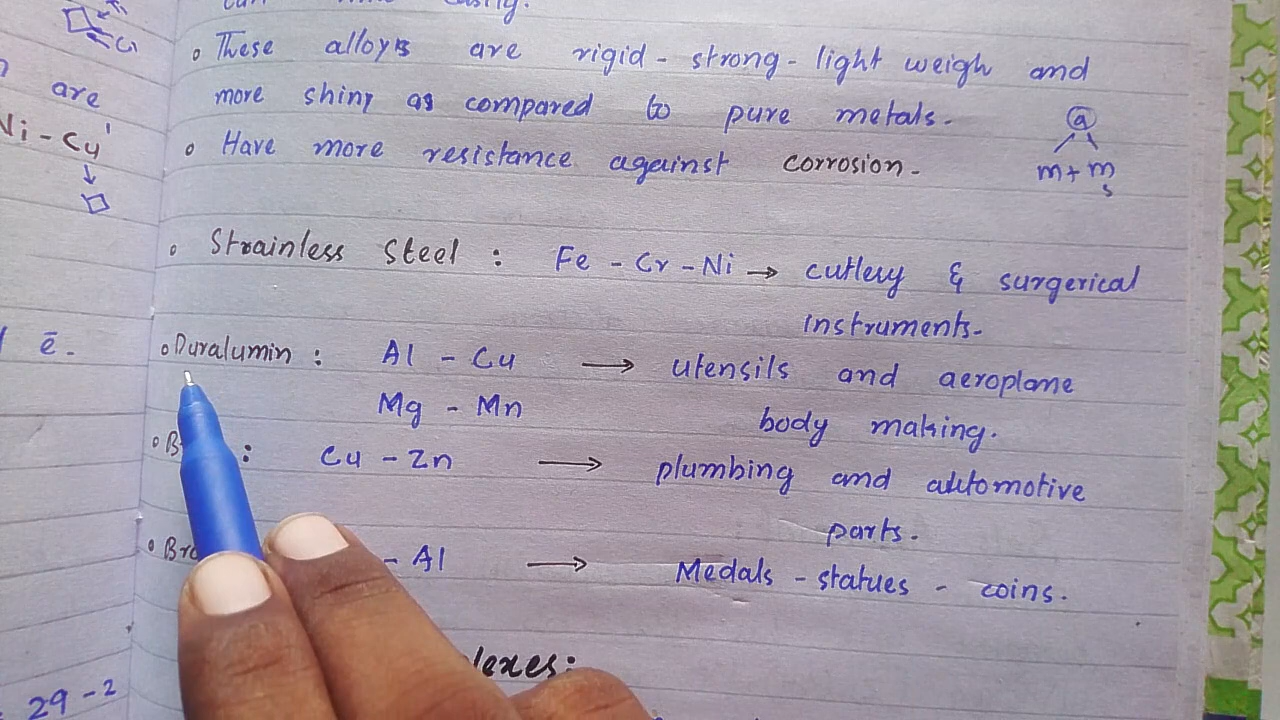 easily.
• These alloys are rigid - strong - light weigh and
more shiny as compared to pure metals.
a
• Have more resistance against corrosion.
m + m
s
are
Ni - Cu
• Strainless Steel : Fe - Cr - Ni → cutlery & surgerical
instruments.
ē.
• Duralumin : Al - Cu → utensils and aeroplane
Mg - Mn body making.
: Cu - Zn → plumbing and automotive
parts.
- Al → Medals - statues - coins.
29 - 2